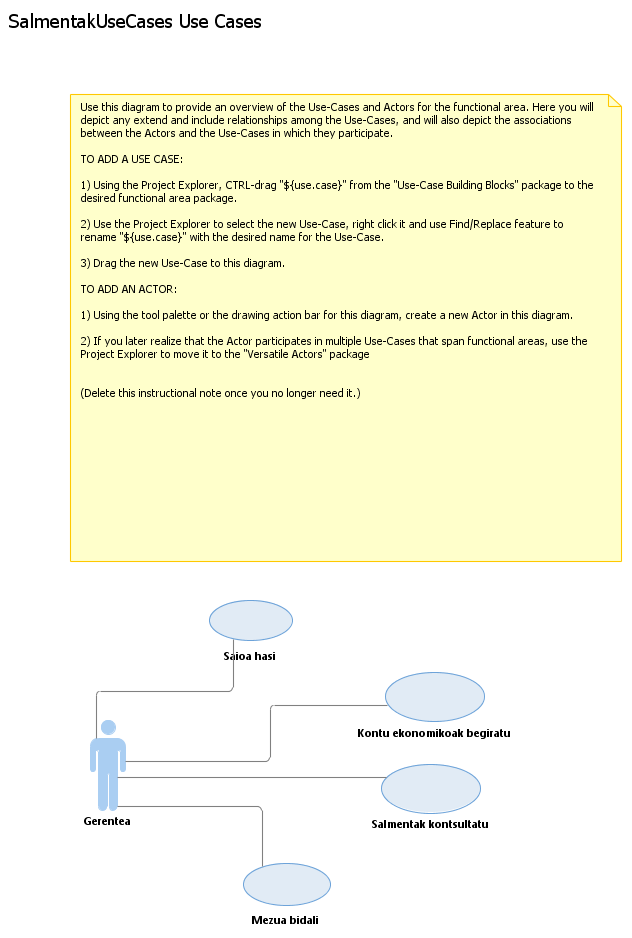 SalmentakUseCases Use Cases
Use this diagram to provide an overview of the Use-Cases and Actors for the functional area. Here you will
depict any extend and include relationships among the Use-Cases, and will also depict the associations
between the Actors and the Use-Cases in which they participate.
TO ADD A USE CASE:
1) Using the Project Explorer, CTRL-drag "${use.case}" from the "Use-Case Building Blocks" package to the
desired functional area package.
2) Use the Project Explorer to select the new Use-Case, right click it and use Find/Replace feature to
rename "${use.case}" with the desired name for the Use-Case.
3) Drag the new Use-Case to this diagram.
TO ADD AN ACTOR:
1) Using the tool palette or the drawing action bar for this diagram, create a new Actor in this diagram.
2) If you later realize that the Actor participates in multiple Use-Cases that span functional areas, use the
Project Explorer to move it to the "Versatile Actors" package
(Delete this instructional note once you no longer need it.)
Saioa hasi
Kontu ekonomikoak begiratu
Gerentea
Salmentak kontsultatu
Mezua bidali